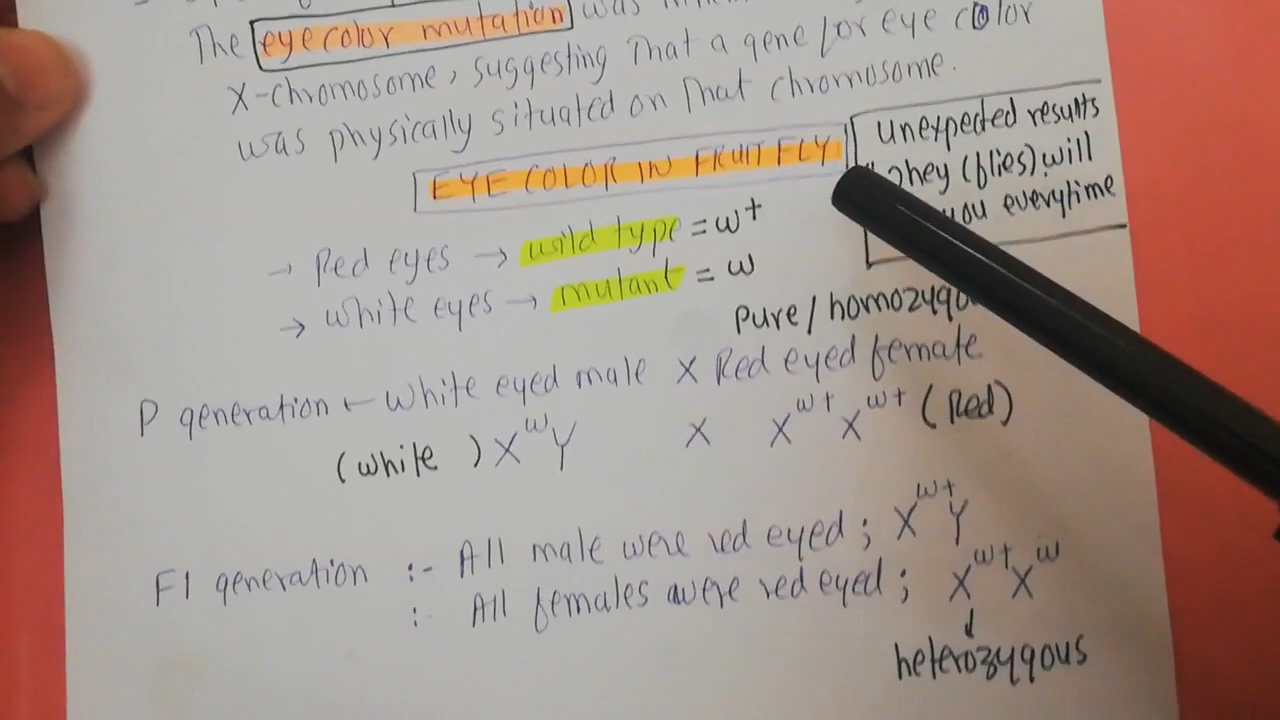 The eye color mutation was
X-chromosome, suggesting That a gene for eye color
was physically situated on That chromosome.
EYE COLOR IN FRUIT FLY
unexpected results
they (flies) will
you everytime
→ Red eyes → wild type = w+
→ white eyes → mutant = w
pure/homozygou
P generation ← White eyed male X Red eyed female
(white) XʷY X Xʷ⁺Xʷ⁺ (Red)
F1 generation :- All male were red eyed; Xʷ⁺Y
: All females were red eyed; Xʷ⁺Xʷ
↓
heterozygous